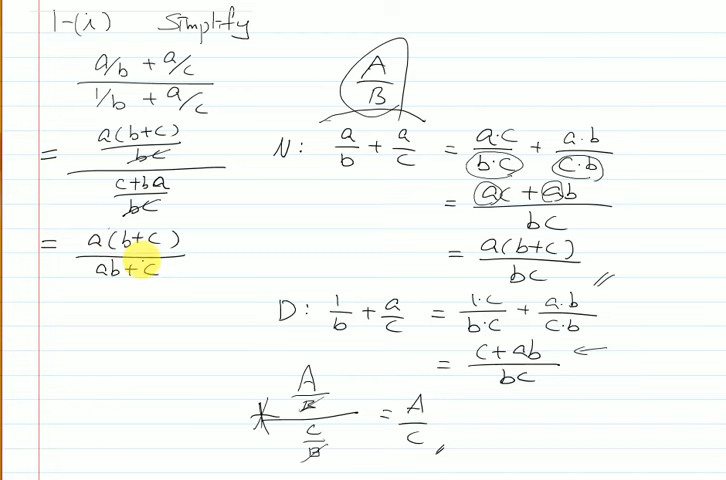 1-(i) Simplify
a/b + a/c
1/b + a/c
= a(b+c)
bc
c+ba
bc
= a(b+c)
ab+c
A
B
N: a/b + a/c = a·c/b·c + a·b/c·b
= ac + ab
bc
= a(b+c)
bc //
D: 1/b + a/c = 1·c/b·c + a·b/c·b
= c+ab ←
bc
* A/B
C/B
= A/C //